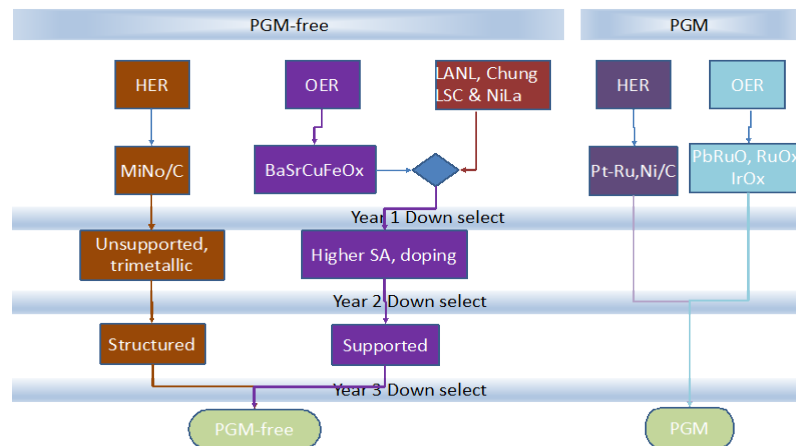 PGM-free
PGM
HER
OER
LANL, Chung
LSC & NiLa
HER
OER
MiNo/C
BaSrCuFeOx
Pt-Ru,Ni/C
PbRuO, RuOx
IrOx
Year 1 Down select
Unsupported,
trimetallic
Higher SA, doping
Year 2 Down select
Structured
Supported
Year 3 Down select
PGM-free
PGM